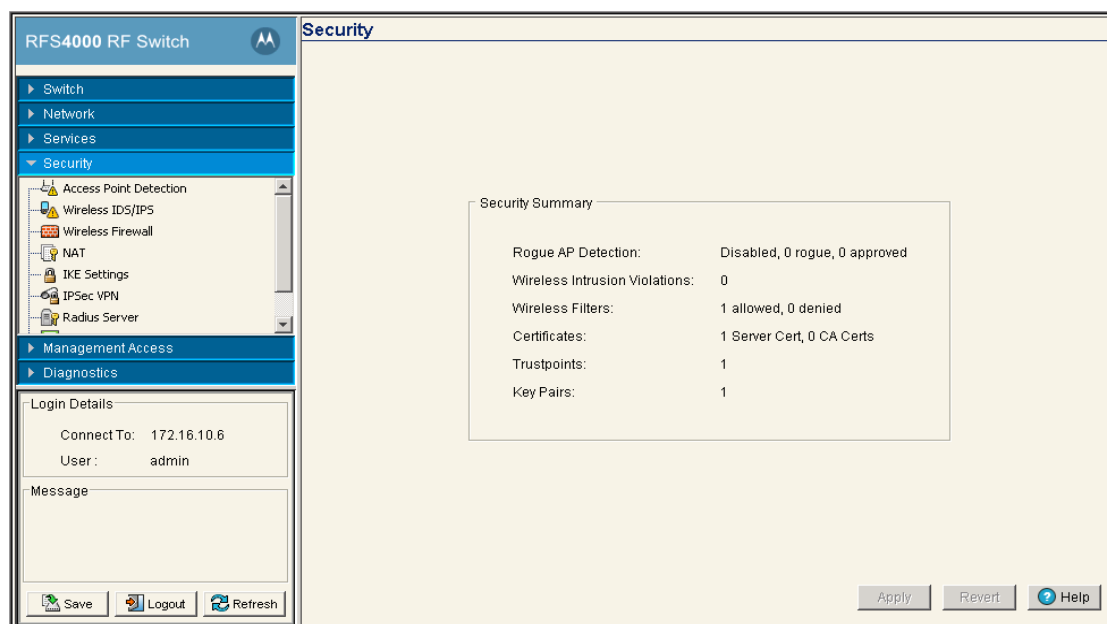 RFS4000 RF Switch
Switch
Network
Services
Security
Access Point Detection
Wireless IDS/IPS
Wireless Firewall
NAT
IKE Settings
IPSec VPN
Radius Server
Management Access
Diagnostics
Login Details
Connect To: 172.16.10.6
User : admin
Message
Save Logout Refresh
Security
Security Summary
Rogue AP Detection: Disabled, 0 rogue, 0 approved
Wireless Intrusion Violations: 0
Wireless Filters: 1 allowed, 0 denied
Certificates: 1 Server Cert, 0 CA Certs
Trustpoints: 1
Key Pairs: 1
Apply Revert Help